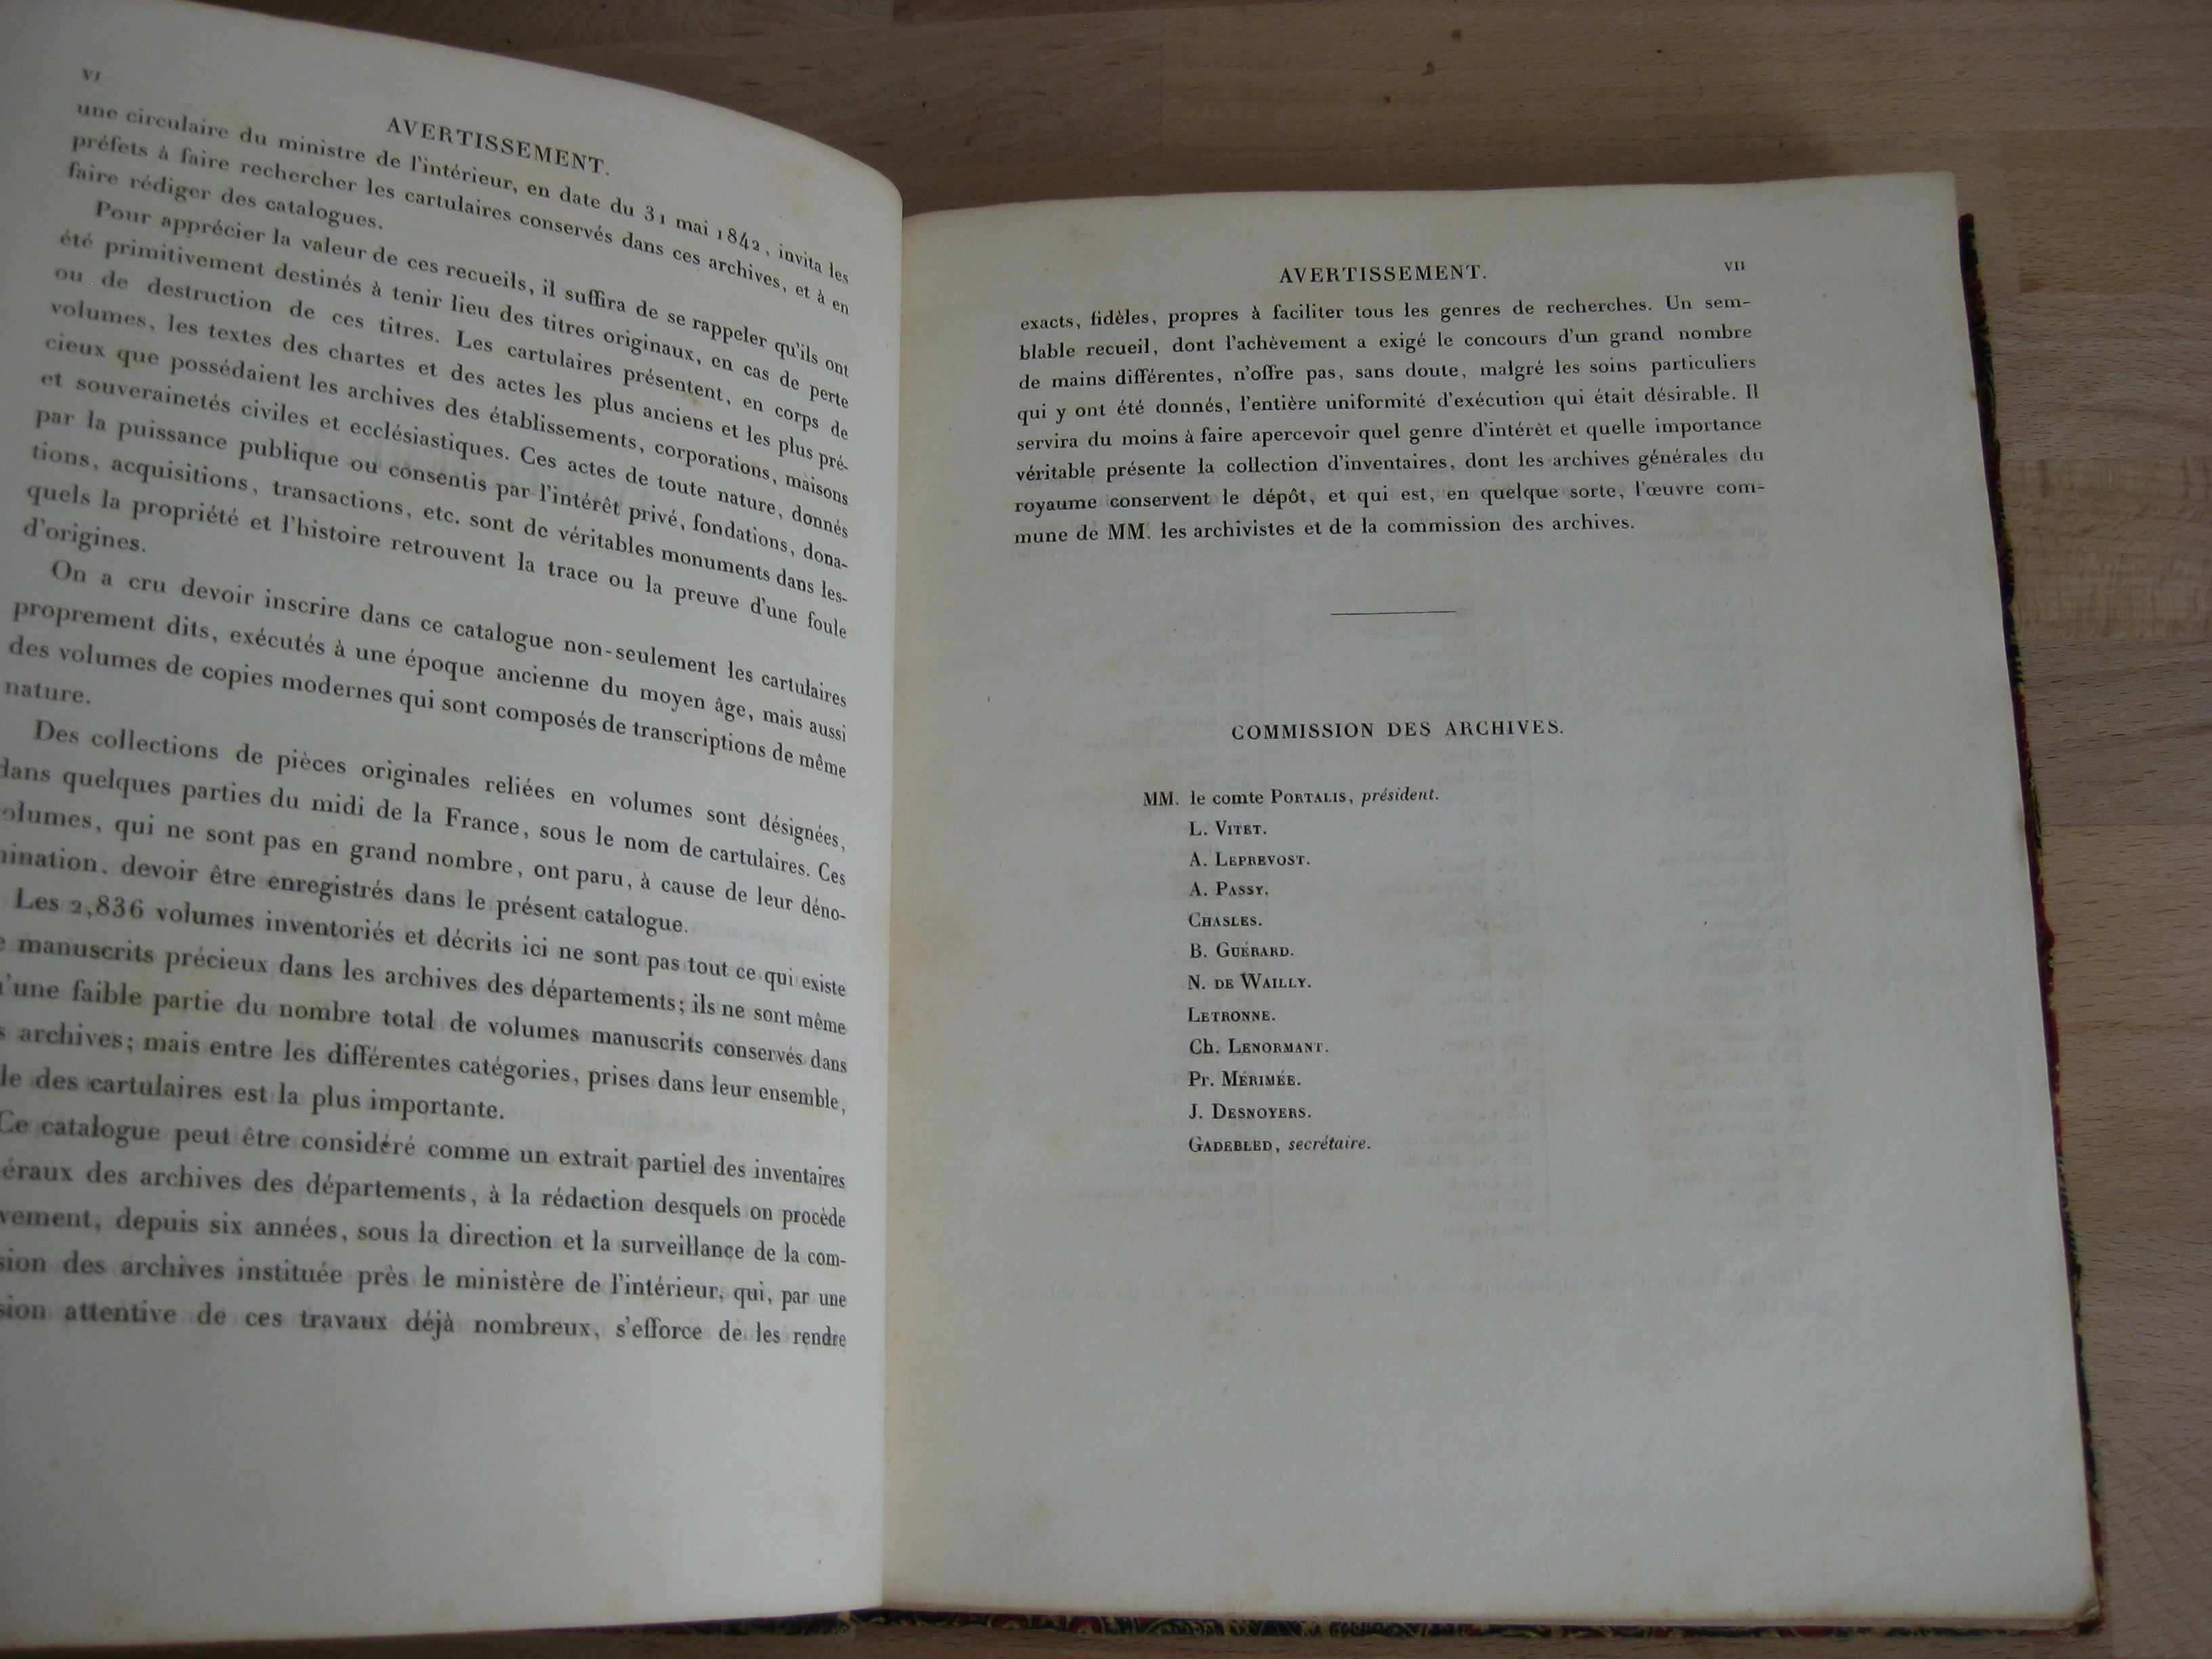 VI
AVERTISSEMENT.
une circulaire du ministre de l'intérieur, en date du 31 mai 1842, invita les
préfets à faire rechercher les cartulaires conservés dans ces archives, et à en
faire rédiger des catalogues.
Pour apprécier la valeur de ces recueils, il suffira de se rappeler qu'ils ont
été primitivement destinés à tenir lieu des titres originaux, en cas de perte
ou de destruction de ces titres. Les cartulaires présentent, en corps de
volumes, les textes des chartes et des actes les plus anciens et les plus pré-
cieux que possédaient les archives des établissements, corporations, maisons
et souverainetés civiles et ecclésiastiques. Ces actes de toute nature, donnés
par la puissance publique ou consentis par l'intérêt privé, fondations, dona-
tions, acquisitions, transactions, etc. sont de véritables monuments dans les-
quels la propriété et l'histoire retrouvent la trace ou la preuve d'une foule
d'origines.
On a cru devoir inscrire dans ce catalogue non-seulement les cartulaires
proprement dits, exécutés à une époque ancienne du moyen âge, mais aussi
des volumes de copies modernes qui sont composés de transcriptions de même
nature.
Des collections de pièces originales reliées en volumes sont désignées,
dans quelques parties du midi de la France, sous le nom de cartulaires. Ces
olumes, qui ne sont pas en grand nombre, ont paru, à cause de leur déno-
ination, devoir être enregistrés dans le présent catalogue.
Les 2,836 volumes inventoriés et décrits ici ne sont pas tout ce qui existe
e manuscrits précieux dans les archives des départements; ils ne sont même
'une faible partie du nombre total de volumes manuscrits conservés dans
s archives; mais entre les différentes catégories, prises dans leur ensemble,
le des cartulaires est la plus importante.
Ce catalogue peut être considéré comme un extrait partiel des inventaires
éraux des archives des départements, à la rédaction desquels on procède
vement, depuis six années, sous la direction et la surveillance de la com-
sion des archives instituée près le ministère de l'intérieur, qui, par une
sion attentive de ces travaux déjà nombreux, s'efforce de les rendre
AVERTISSEMENT. VII
exacts, fidèles, propres à faciliter tous les genres de recherches. Un sem-
blable recueil, dont l'achèvement a exigé le concours d'un grand nombre
de mains différentes, n'offre pas, sans doute, malgré les soins particuliers
qui y ont été donnés, l'entière uniformité d'exécution qui était désirable. Il
servira du moins à faire apercevoir quel genre d'intérêt et quelle importance
véritable présente la collection d'inventaires, dont les archives générales du
royaume conservent le dépôt, et qui est, en quelque sorte, l'œuvre com-
mune de MM. les archivistes et de la commission des archives.
COMMISSION DES ARCHIVES.
MM. le comte PORTALIS, président.
L. VITET.
A. LEPREVOST.
A. PASSY.
CHASLES.
B. GUÉRARD.
N. DE WAILLY.
LETRONNE.
Ch. LENORMANT.
Pr. MÉRIMÉE.
J. DESNOYERS.
GADEBLED, secrétaire.